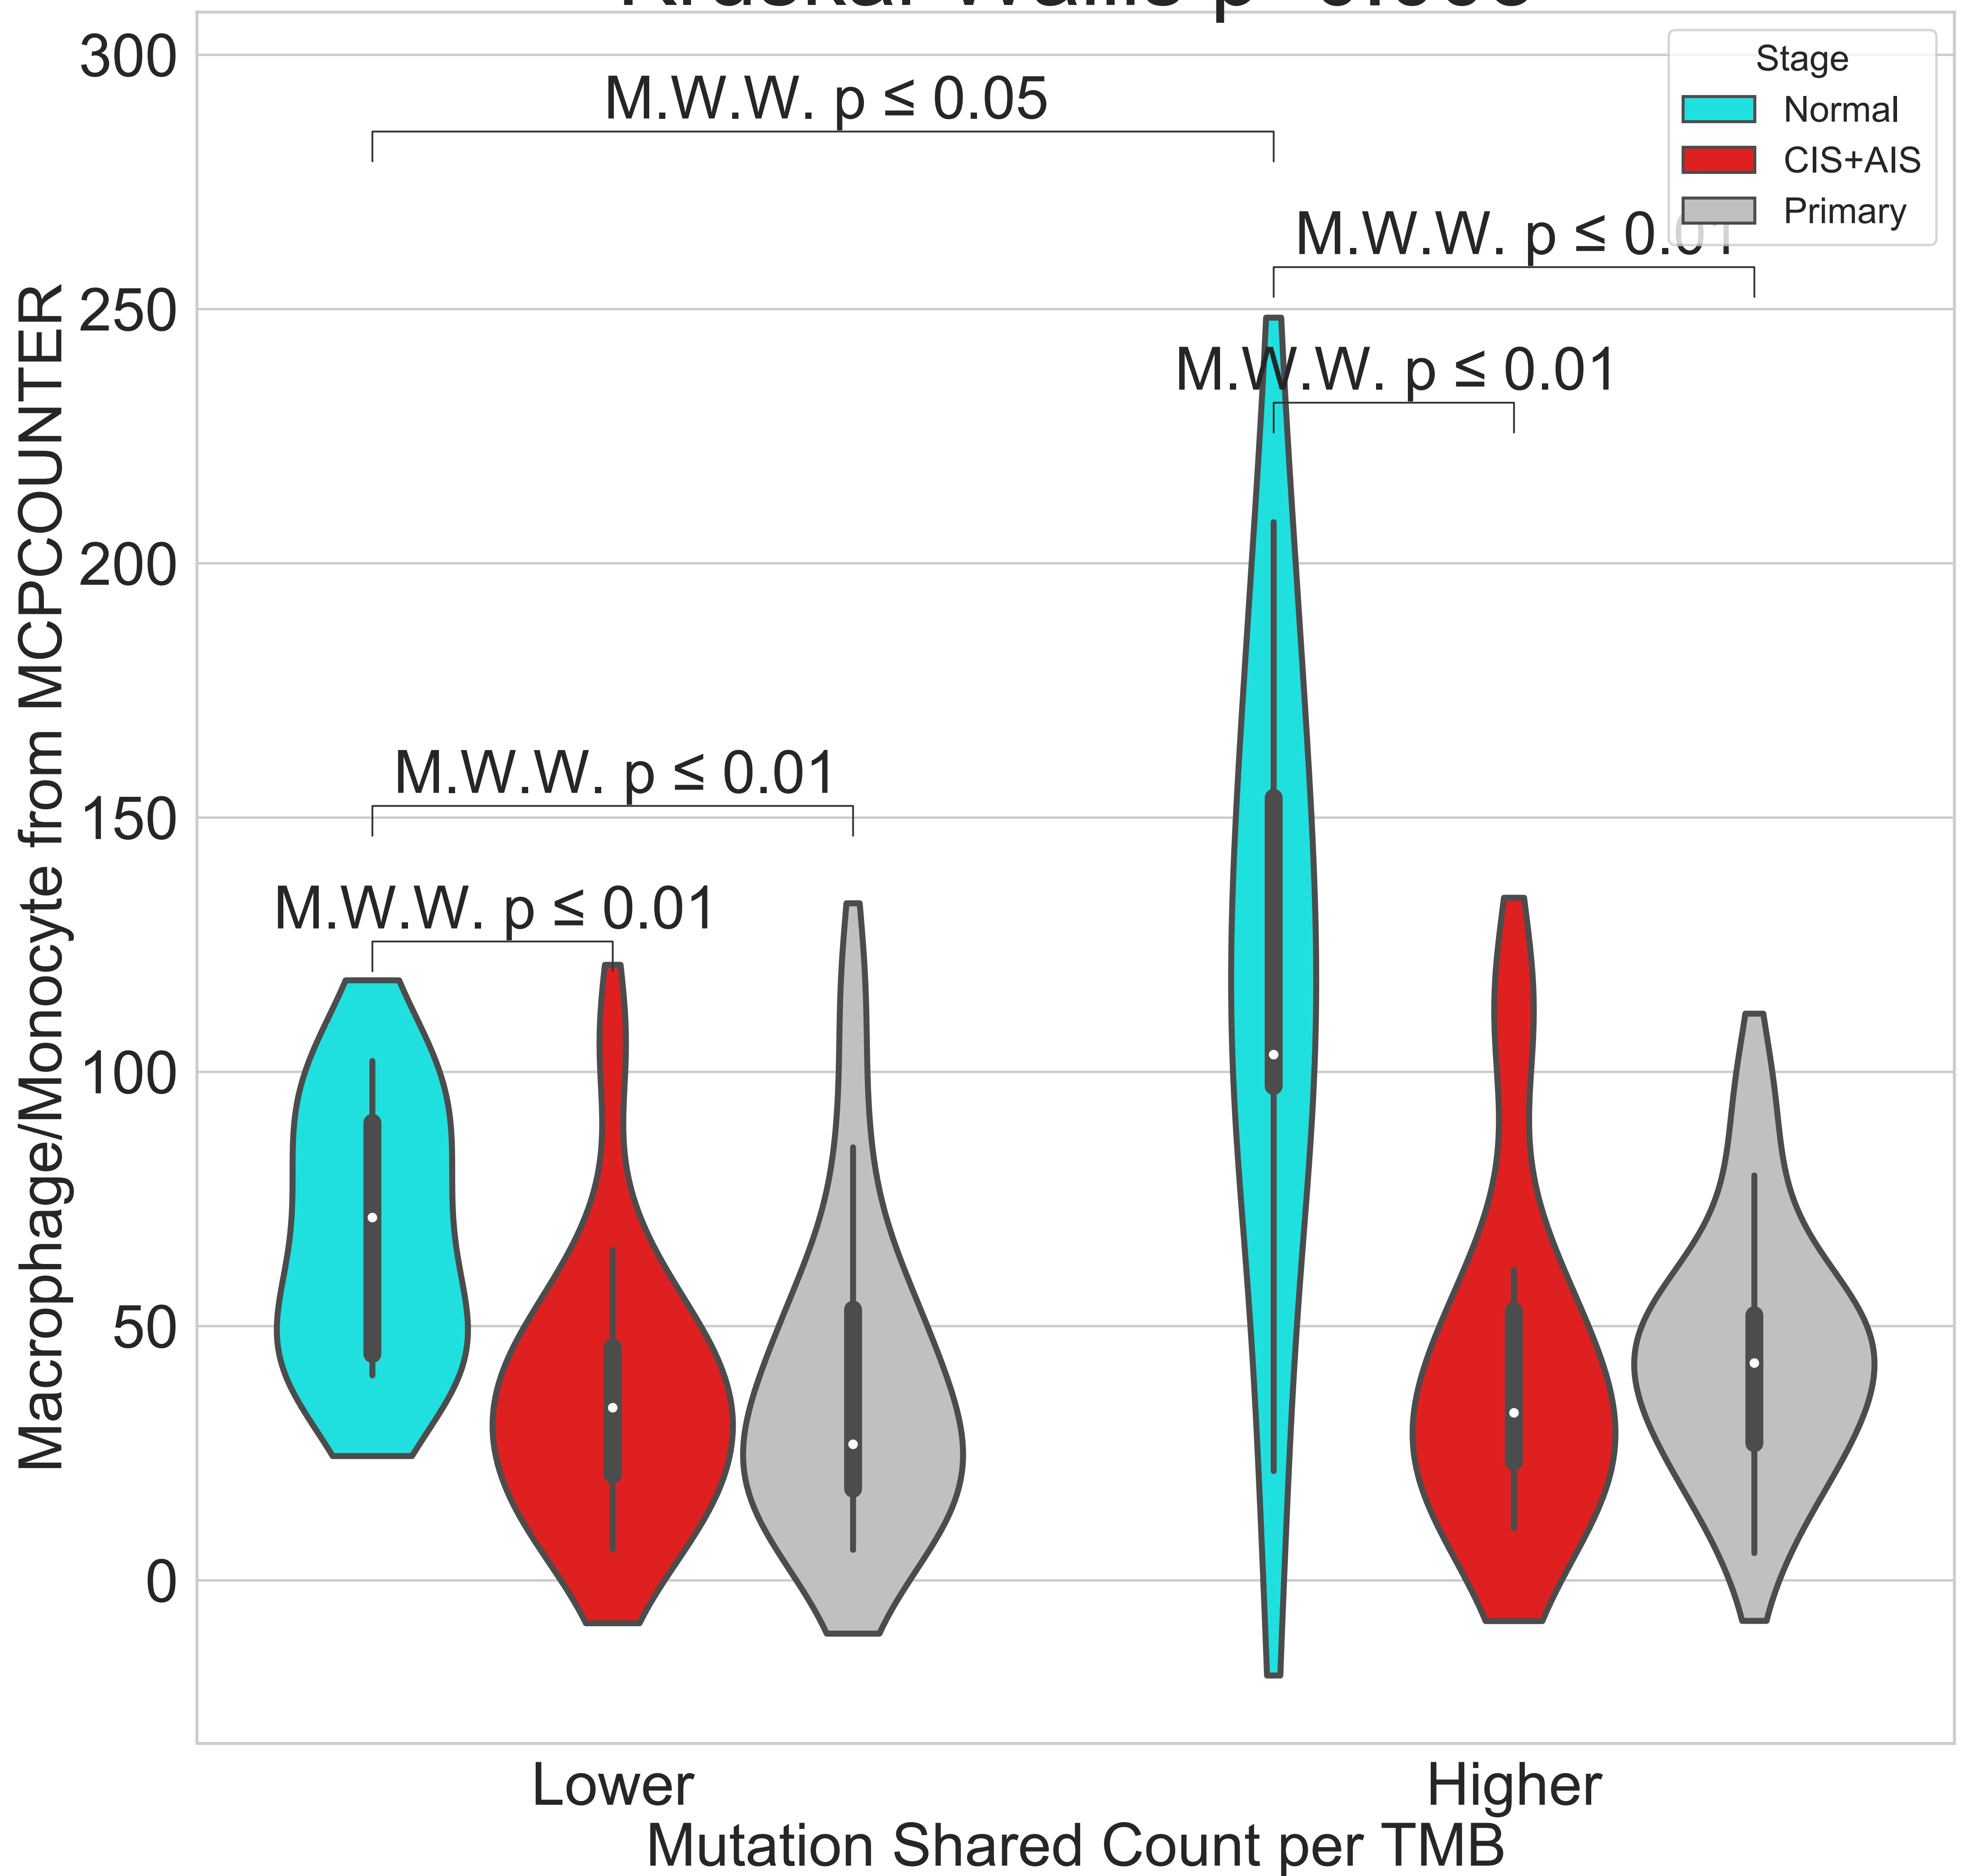 300
M.W.W. p ≤ 0.05
Stage
Normal
CIS+AIS
Primary
M.W.W. p ≤ 0.01
250
M.W.W. p ≤ 0.01
200
M.W.W. p ≤ 0.01
150
M.W.W. p ≤ 0.01
100
50
0
Macrophage/Monocyte from MCPCOUNTER
Lower
Higher
Mutation Shared Count per TMB